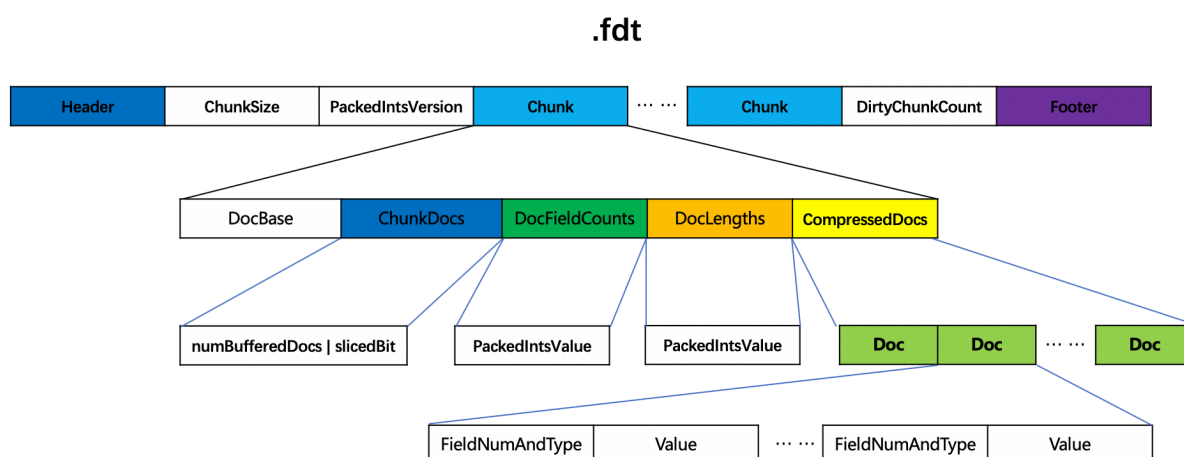 .fdt
Header ChunkSize PackedIntsVersion Chunk ... ... Chunk DirtyChunkCount Footer
DocBase ChunkDocs DocFieldCounts DocLengths CompressedDocs
numBufferedDocs | slicedBit PackedIntsValue PackedIntsValue Doc Doc ... ... Doc
FieldNumAndType Value ... ... FieldNumAndType Value